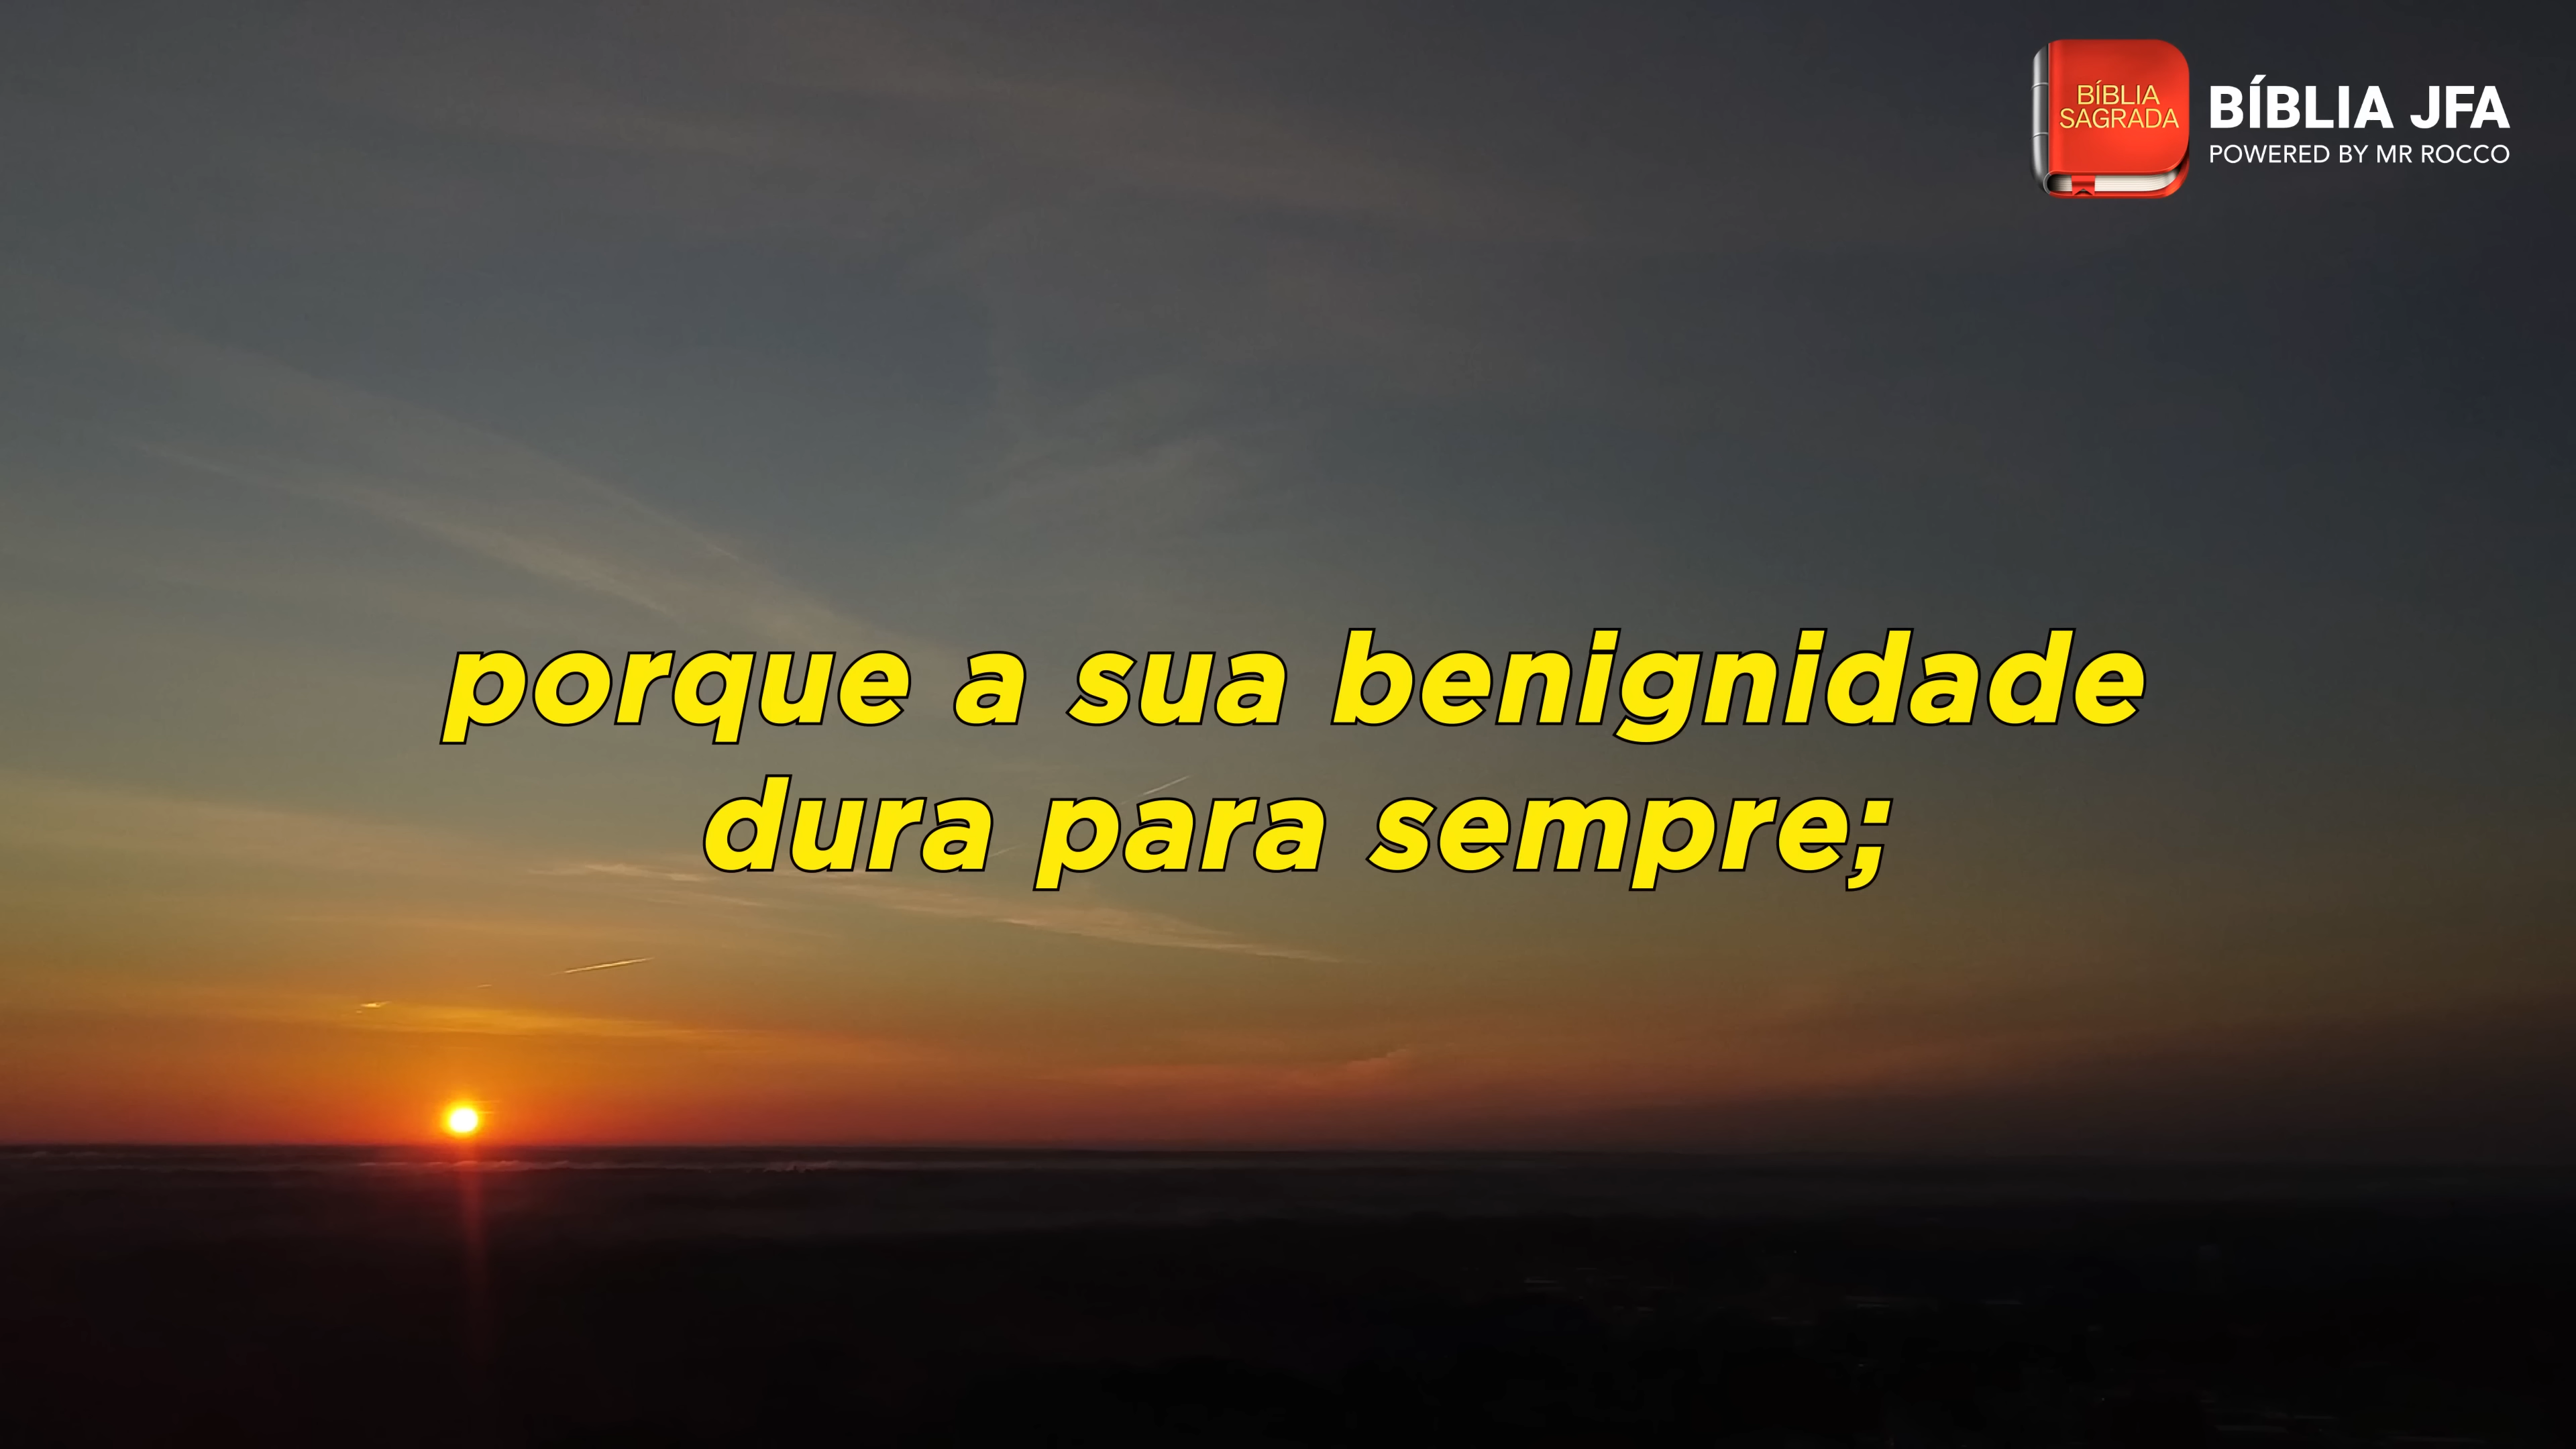 BÍBLIA
SAGRADA
BÍBLIA JFA
POWERED BY MR ROCCO
porque a sua benignidade
dura para sempre;